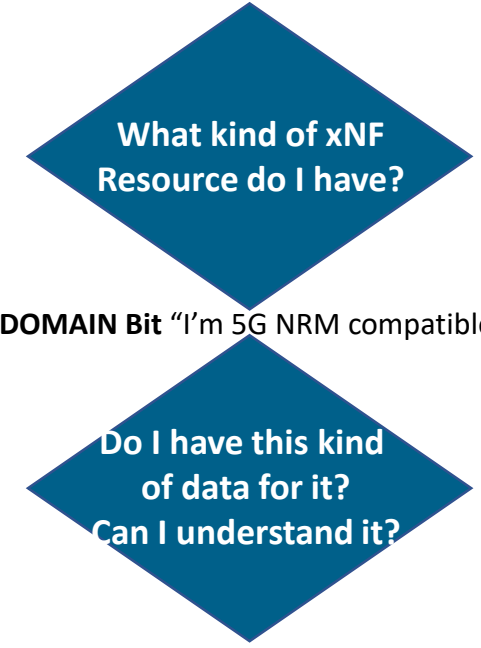 What kind of xNF
Resource do I have?
DOMAIN Bit “I’m 5G NRM compatible
Do I have this kind
of data for it?
Can I understand it?